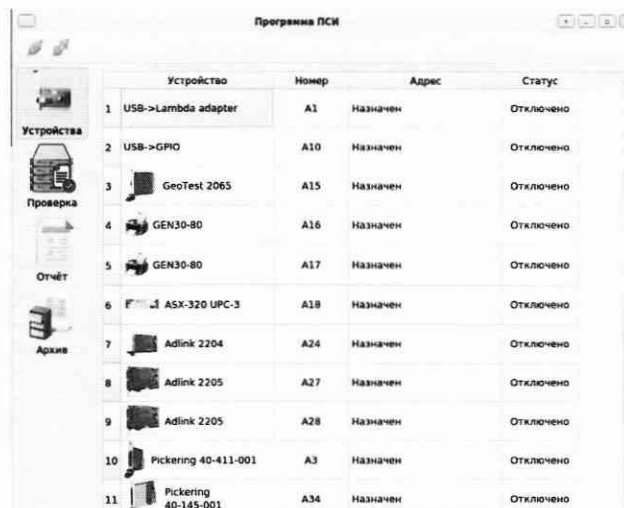 Программа ПСИ
Устройства
Проверка
Отчёт
Архив
Устройство Номер Адрес Статус
1 USB->Lambda adapter A1 Назначен Отключено
2 USB->GPIO A10 Назначен Отключено
3 GeoTest 2065 A15 Назначен Отключено
4 GEN30-80 A16 Назначен Отключено
5 GEN30-80 A17 Назначен Отключено
6 ASX-320 UPC-3 A18 Назначен Отключено
7 Adlink 2204 A24 Назначен Отключено
8 Adlink 2205 A27 Назначен Отключено
9 Adlink 2205 A28 Назначен Отключено
10 Pickering 40-411-001 A3 Назначен Отключено
11 Pickering 40-145-001 A34 Назначен Отключено